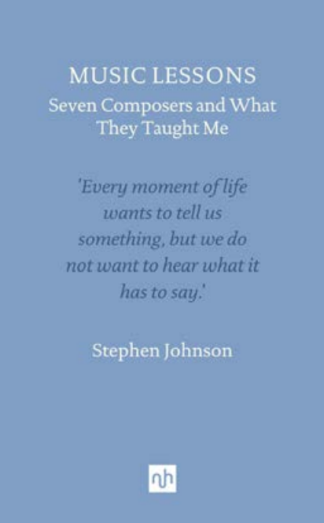 MUSIC LESSONS
Seven Composers and What
They Taught Me
'Every moment of life
wants to tell us
something, but we do
not want to hear what it
has to say.'
Stephen Johnson
nh